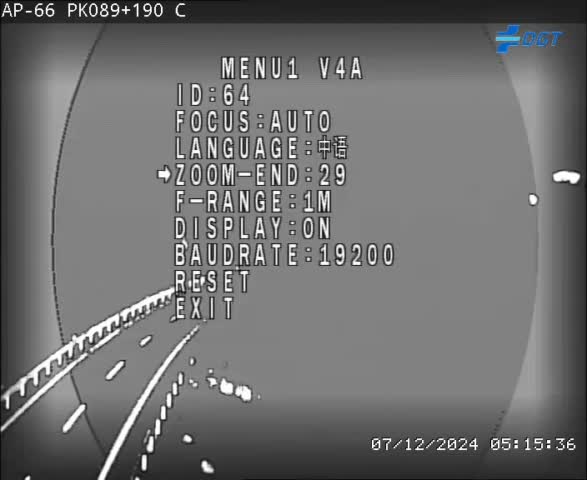 AP-66 PK089+190 C
DGT
MENU1 V4A
ID:64
FOCUS:AUTO
LANGUAGE:中语
ZOOM-END:29
F-RANGE:1M
DISPLAY:ON
BAUDRATE:19200
RESET
EXIT
07/12/2024 05:15:36